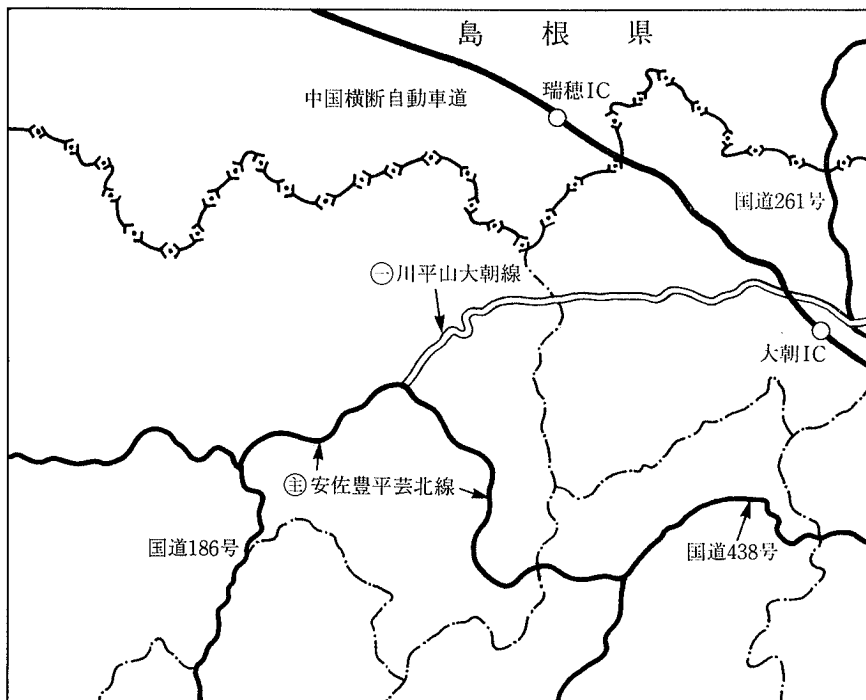 島根県
瑞穂IC
中国横断自動車道
国道261号
㊀川平山大朝線
大朝IC
㊤安佐豊平芸北線
国道186号
国道438号